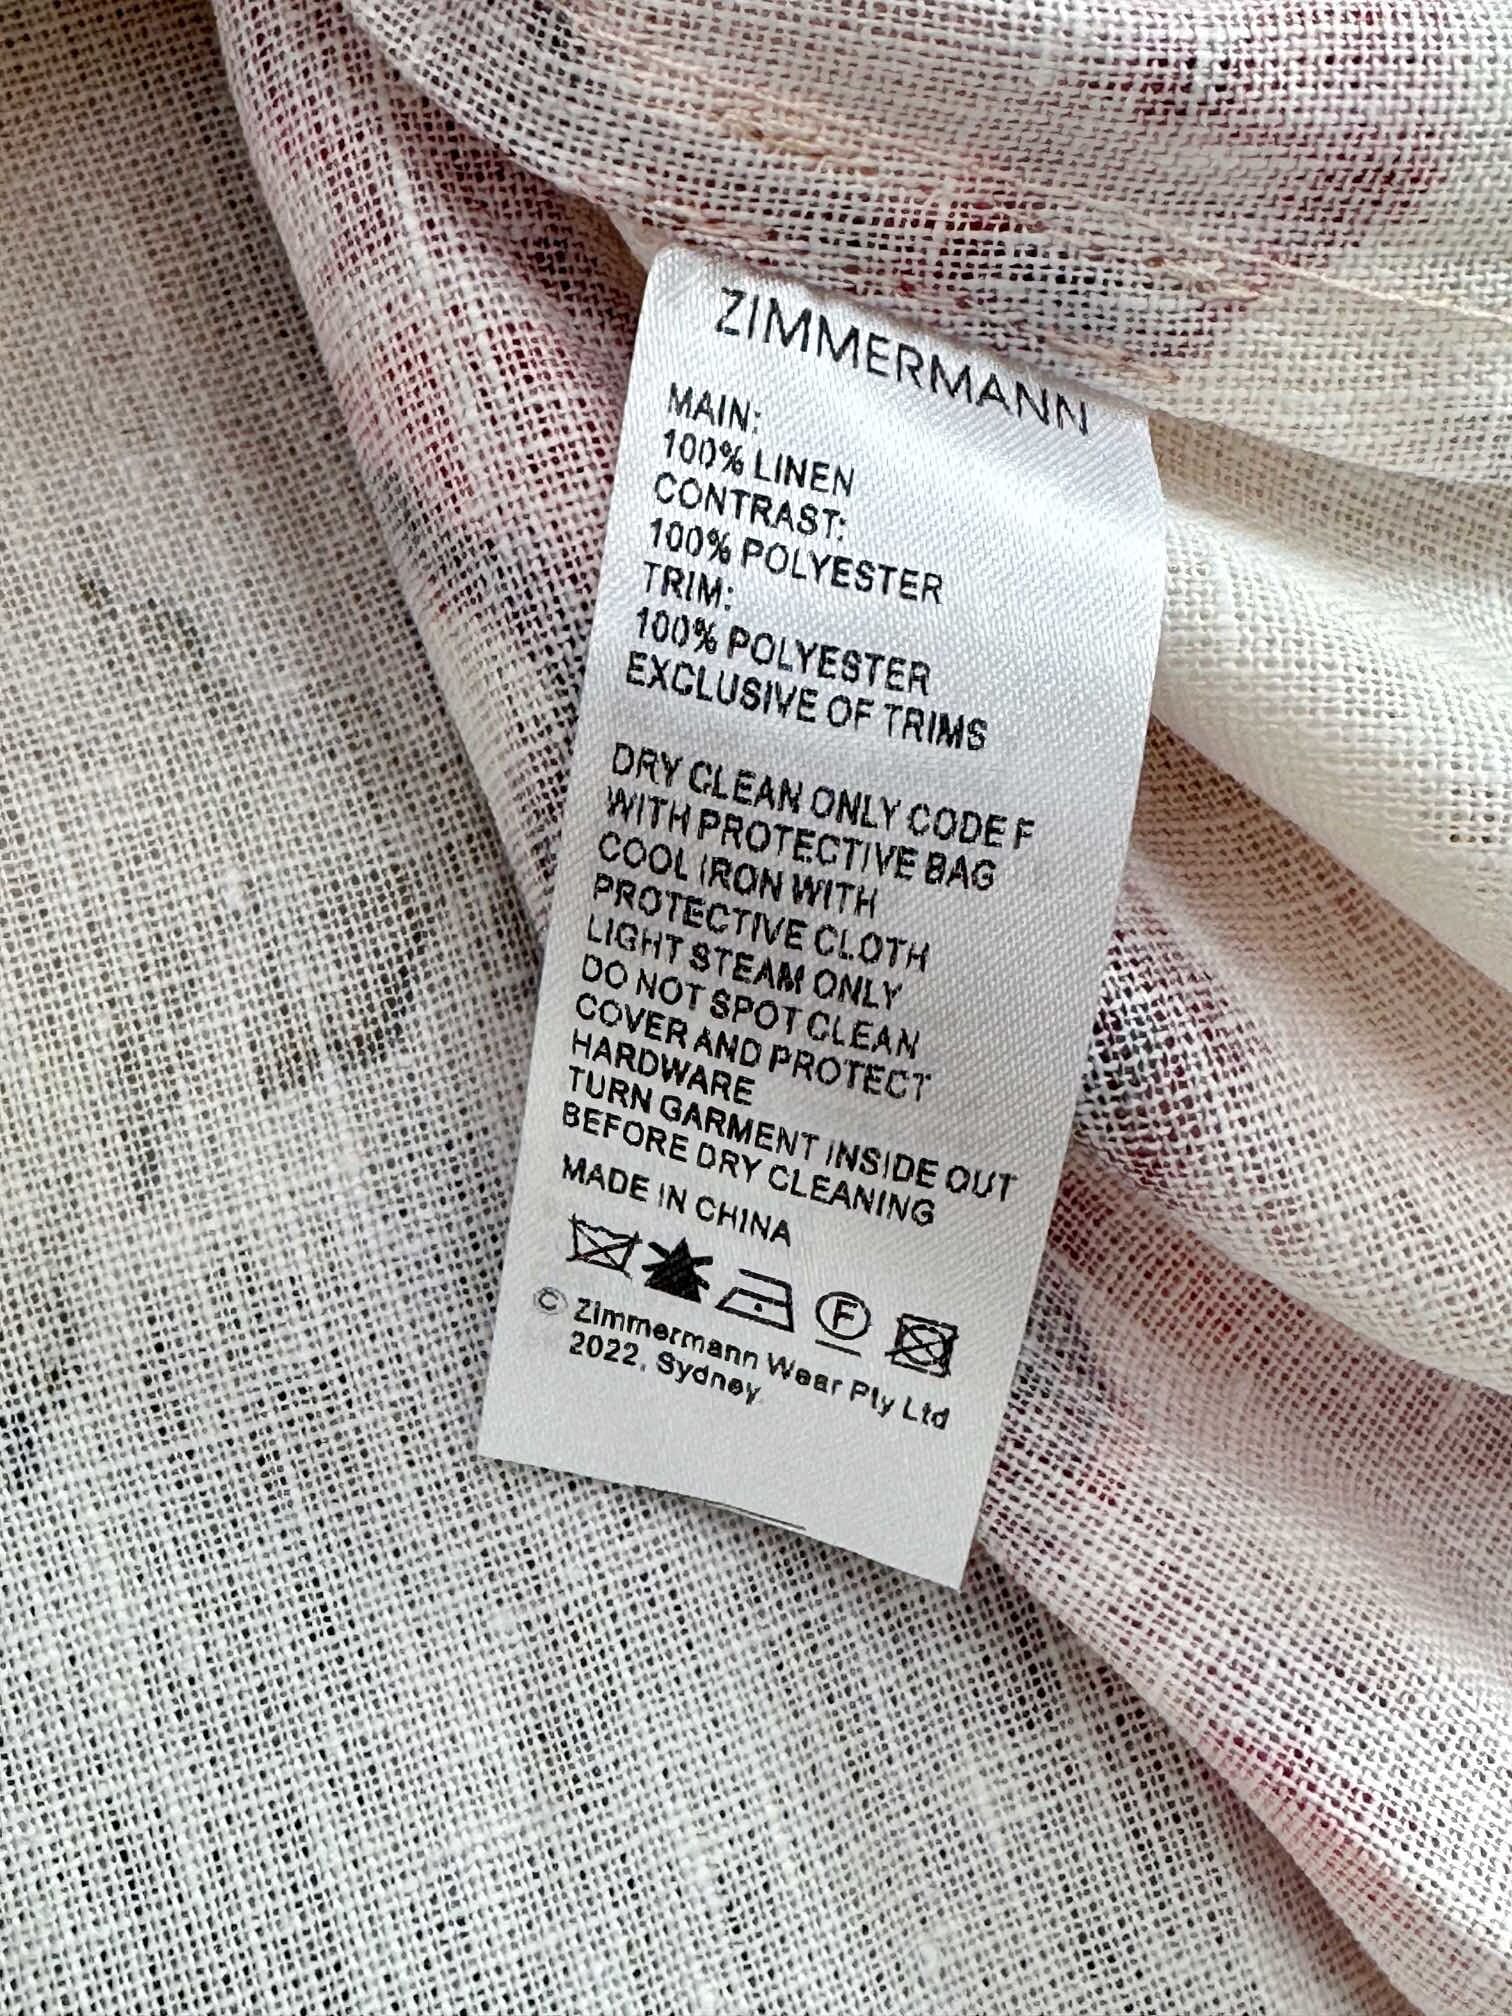 ZIMMERMANN
MAIN:
100% LINEN
CONTRAST:
100% POLYESTER
TRIM:
100% POLYESTER
EXCLUSIVE OF TRIMS
DRY CLEAN ONLY CODE F
WITH PROTECTIVE BAG
COOL IRON WITH
PROTECTIVE CLOTH
LIGHT STEAM ONLY
DO NOT SPOT CLEAN
COVER AND PROTECT
HARDWARE
TURN GARMENT INSIDE OUT
BEFORE DRY CLEANING
MADE IN CHINA
F
© Zimmermann Wear Pty Ltd
2022, Sydney